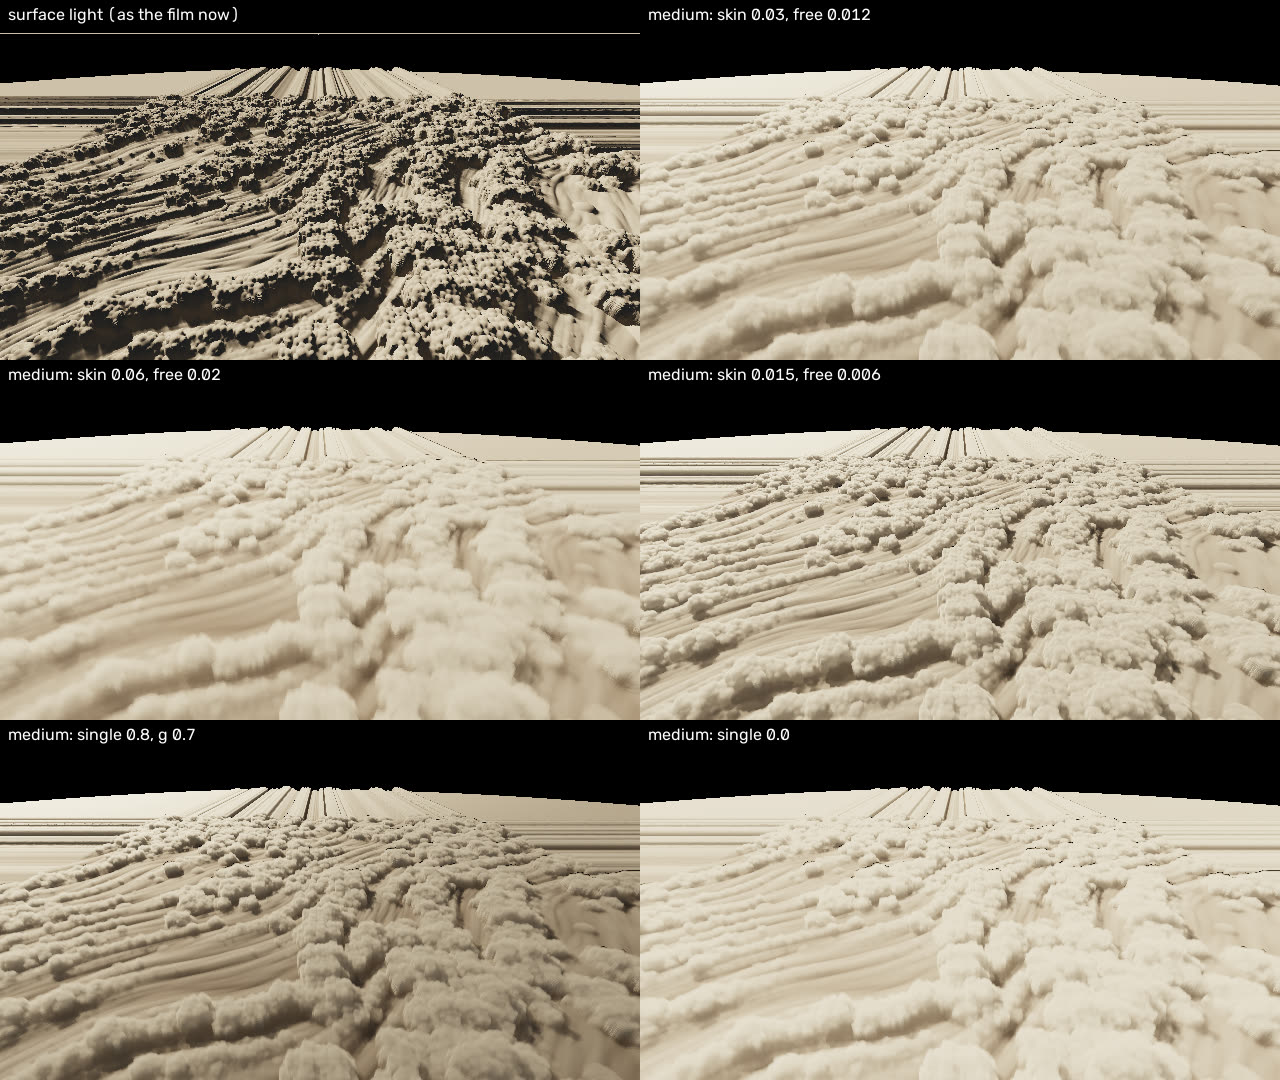 surface light (as the film now)
medium: skin 0.03, free 0.012
medium: skin 0.06, free 0.02
medium: skin 0.015, free 0.006
medium: single 0.8, g 0.7
medium: single 0.0